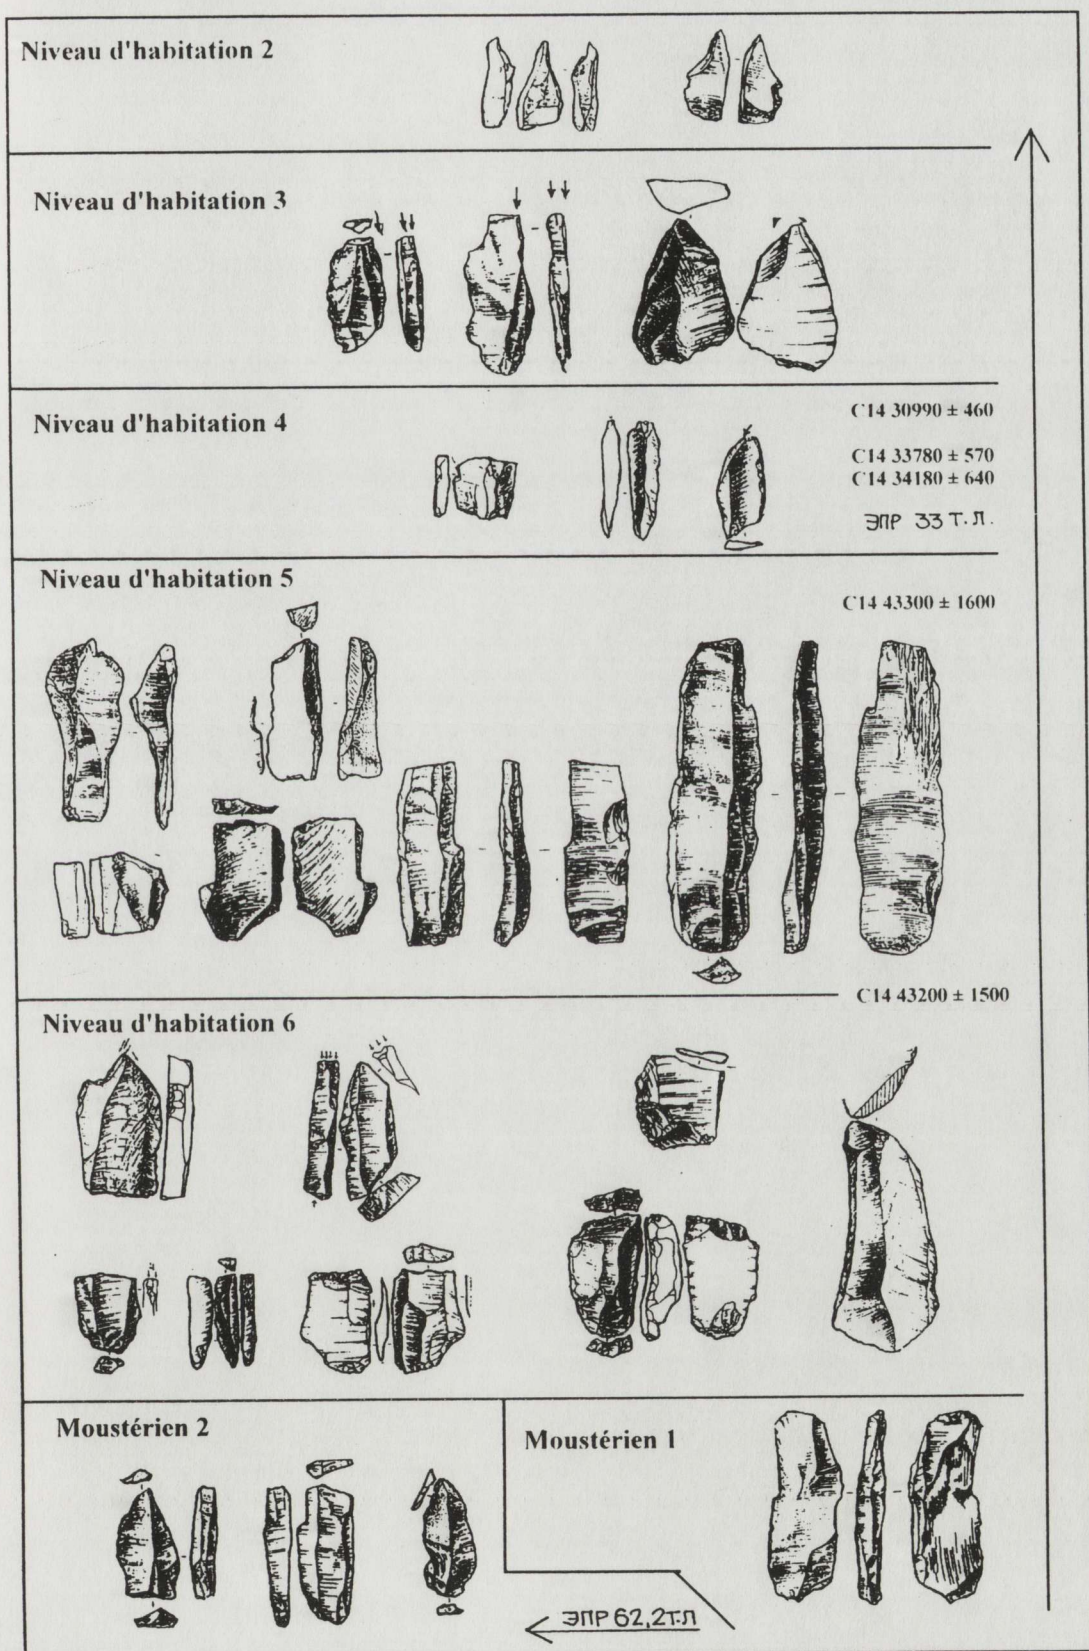 Niveau d'habitation 2
Niveau d'habitation 3
Niveau d'habitation 4
C14 30990 ± 460
C14 33780 ± 570
C14 34180 ± 640
ЭПР 33 Т.Л.
Niveau d'habitation 5
C14 43300 ± 1600
C14 43200 ± 1500
Niveau d'habitation 6
Moustérien 2
Moustérien 1
ЭПР 62,2Т.Л